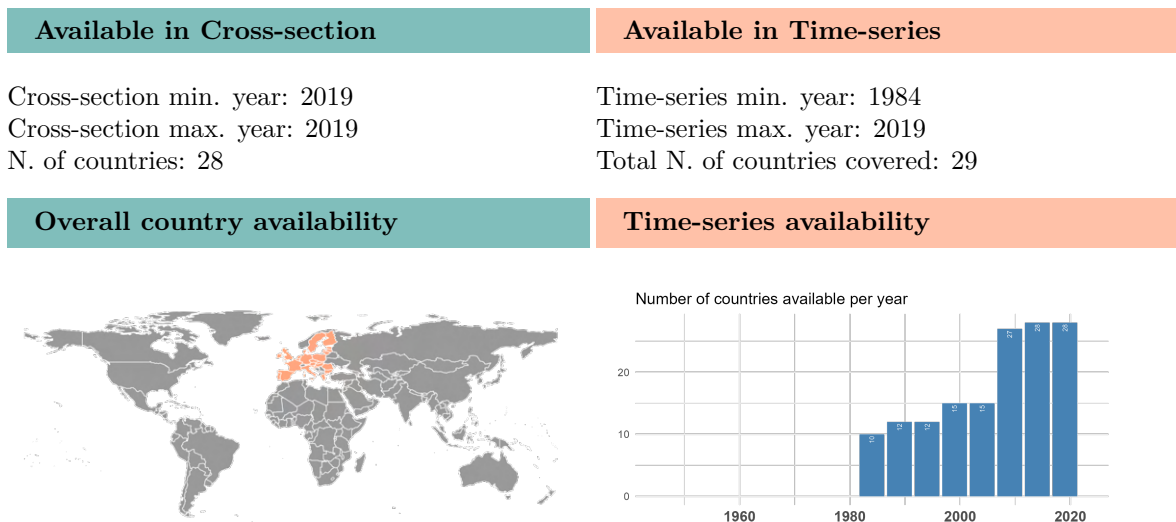 Available in Cross-section
Available in Time-series
Cross-section min. year: 2019
Cross-section max. year: 2019
N. of countries: 28
Time-series min. year: 1984
Time-series max. year: 2019
Total N. of countries covered: 29
Overall country availability
Time-series availability
Number of countries available per year
20
10
0
10
12
12
15
15
27
28
28
1960
1980
2000
2020